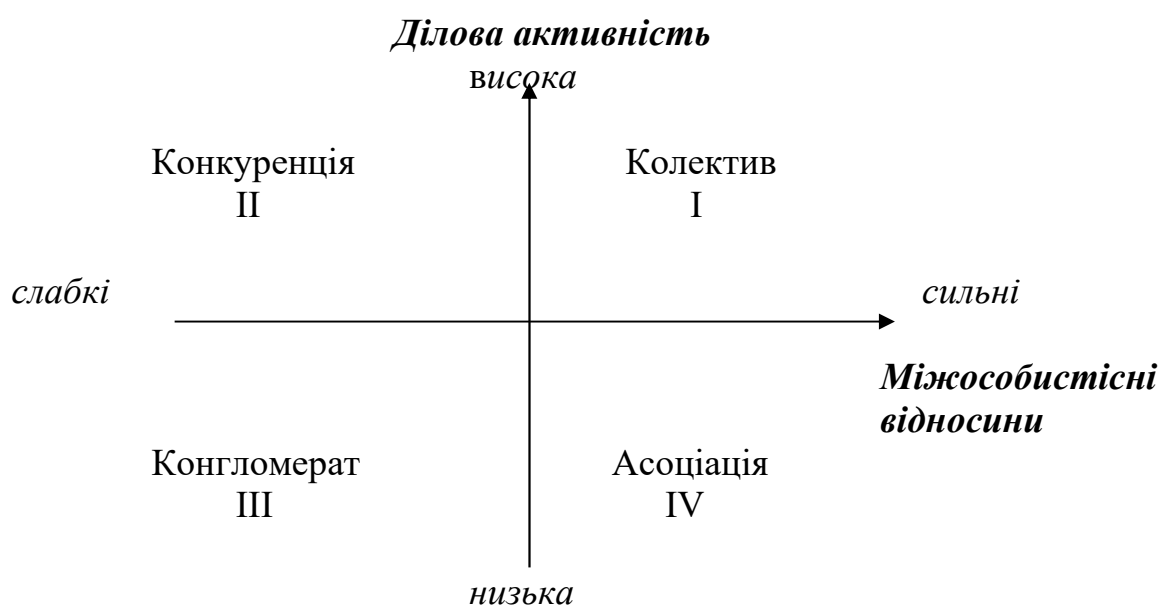 Ділова активність
висока
Конкуренція
II
Колектив
I
слабкі
сильні
Міжособистісні
відносини
Конгломерат
III
Асоціація
IV
низька